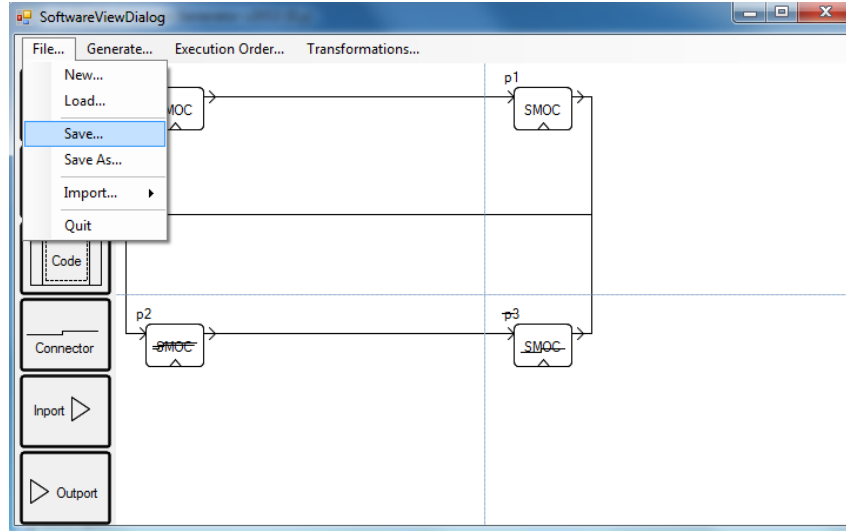 SoftwareViewDialog
File... Generate... Execution Order... Transformations...
New...
Load...
Save...
Save As...
Import...
Quit
p1
SMOC
Code
Connector
Inport
Outport
p2
SMOC
p3
SMOC